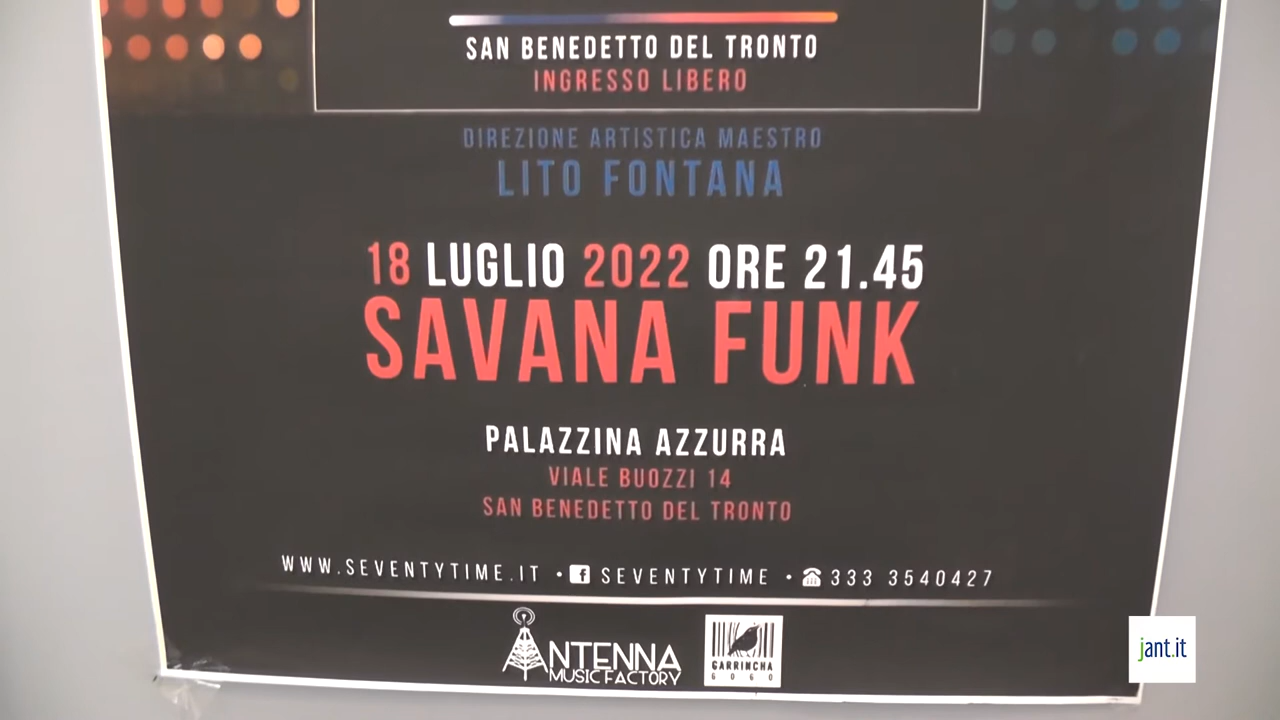 SAN BENEDETTO DEL TRONTO
INGRESSO LIBERO
DIREZIONE ARTISTICA MAESTRO
LITO FONTANA
18 LUGLIO 2022 ORE 21.45
SAVANA FUNK
PALAZZINA AZZURRA
VIALE BUOZZI 14
SAN BENEDETTO DEL TRONTO
WWW.SEVENTYTIME.IT • SEVENTYTIME • 333 3540427
ANTENNA
MUSIC FACTORY
GARRINCHA
GOGO
jant.it